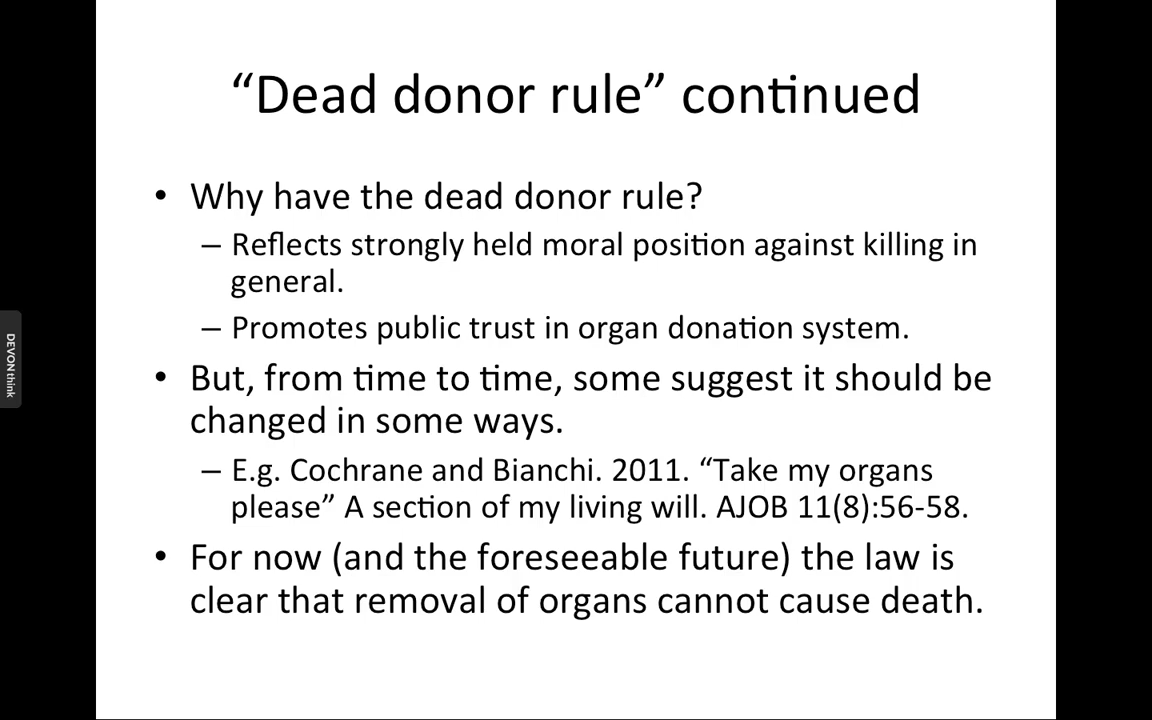 “Dead donor rule” continued
• Why have the dead donor rule?
– Reflects strongly held moral position against killing in
general.
– Promotes public trust in organ donation system.
• But, from time to time, some suggest it should be
changed in some ways.
– E.g. Cochrane and Bianchi. 2011. “Take my organs
please” A section of my living will. AJOB 11(8):56-58.
• For now (and the foreseeable future) the law is
clear that removal of organs cannot cause death.
DEVONthink